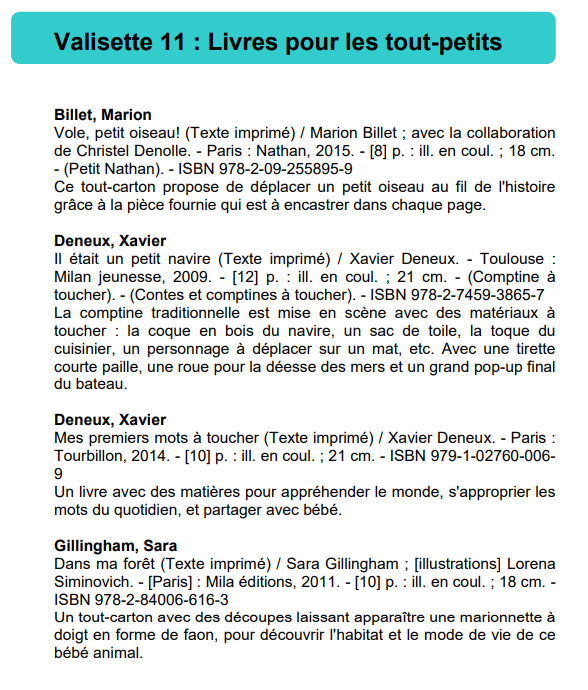 Valisette 11 : Livres pour les tout-petits
Billet, Marion
Vole, petit oiseau! (Texte imprimé) / Marion Billet ; avec la collaboration
de Christel Denolle. - Paris : Nathan, 2015. - [8] p. : ill. en coul. ; 18 cm.
- (Petit Nathan). - ISBN 978-2-09-255895-9
Ce tout-carton propose de déplacer un petit oiseau au fil de l'histoire
grâce à la pièce fournie qui est à encastrer dans chaque page.
Deneux, Xavier
Il était un petit navire (Texte imprimé) / Xavier Deneux. - Toulouse :
Milan jeunesse, 2009. - [12] p. : ill. en coul. ; 21 cm. - (Comptine à
toucher). - (Contes et comptines à toucher). - ISBN 978-2-7459-3865-7
La comptine traditionnelle est mise en scène avec des matériaux à
toucher : la coque en bois du navire, un sac de toile, la toque du
cuisinier, un personnage à déplacer sur un mat, etc. Avec une tirette
courte paille, une roue pour la déesse des mers et un grand pop-up final
du bateau.
Deneux, Xavier
Mes premiers mots à toucher (Texte imprimé) / Xavier Deneux. - Paris :
Tourbillon, 2014. - [10] p. : ill. en coul. ; 21 cm. - ISBN 979-1-02760-006-
9
Un livre avec des matières pour appréhender le monde, s'approprier les
mots du quotidien, et partager avec bébé.
Gillingham, Sara
Dans ma forêt (Texte imprimé) / Sara Gillingham ; [illustrations] Lorena
Siminovich. - [Paris] : Mila éditions, 2011. - [10] p. : ill. en coul. ; 18 cm. -
ISBN 978-2-84006-616-3
Un tout-carton avec des découpes laissant apparaître une marionnette à
doigt en forme de faon, pour découvrir l'habitat et le mode de vie de ce
bébé animal.